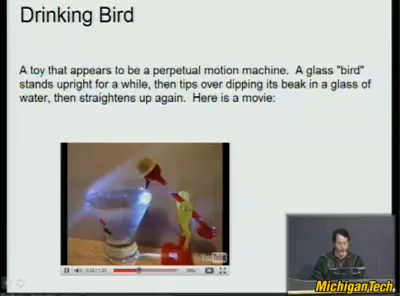 Drinking Bird
A toy that appears to be a perpetual motion machine. A glass "bird"
stands upright for a while, then tips over dipping its beak in a glass of
water, then straightens up again. Here is a movie:
YouTube
MichiganTech